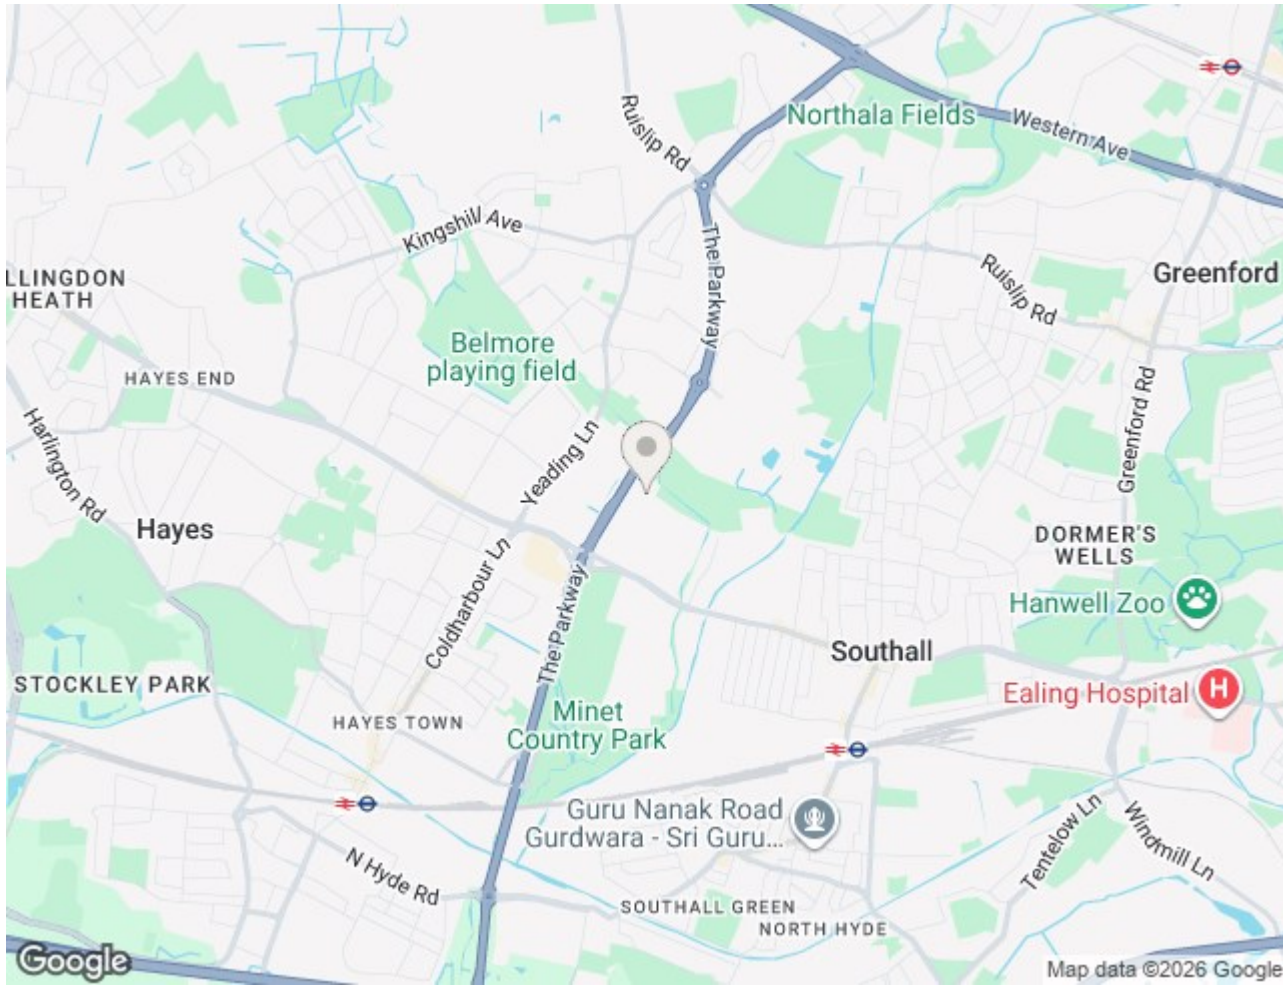 Ruislip Rd
Northala Fields
Western Ave
Kingshill Ave
The Parkway
LLINGDON
HEATH
Ruislip Rd
Greenford
Belmore
playing field
HAYES END
Harlington Rd
Yeading Ln
Greenford Rd
Hayes
DORMER'S
WELLS
Coldharbour Ln
Hanwell Zoo
The Parkway
Southall
STOCKLEY PARK
Ealing Hospital
H
HAYES TOWN
Minet
Country Park
Guru Nanak Road
Gurdwara - Sri Guru...
Tentelow Ln
Windmill Ln
N Hyde Rd
SOUTHALL GREEN
NORTH HYDE
Google
Map data ©2026 Google